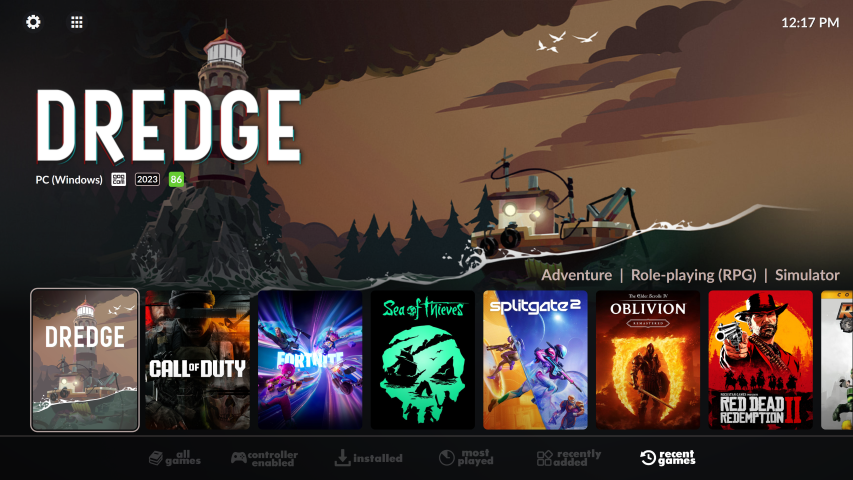 12:17 PM
DREDGE
PC (Windows) GOG COM 2023 86
Adventure | Role-playing (RPG) | Simulator
DREDGE
CALL OF DUTY
FORTNITE
Sea of Thieves
splitgate 2
The Elder Scrolls IV
OBLIVION
REMASTERED
RED DEAD
REDEMPTION II
all
games
controller
enabled
installed
most
played
recently
added
recent
games